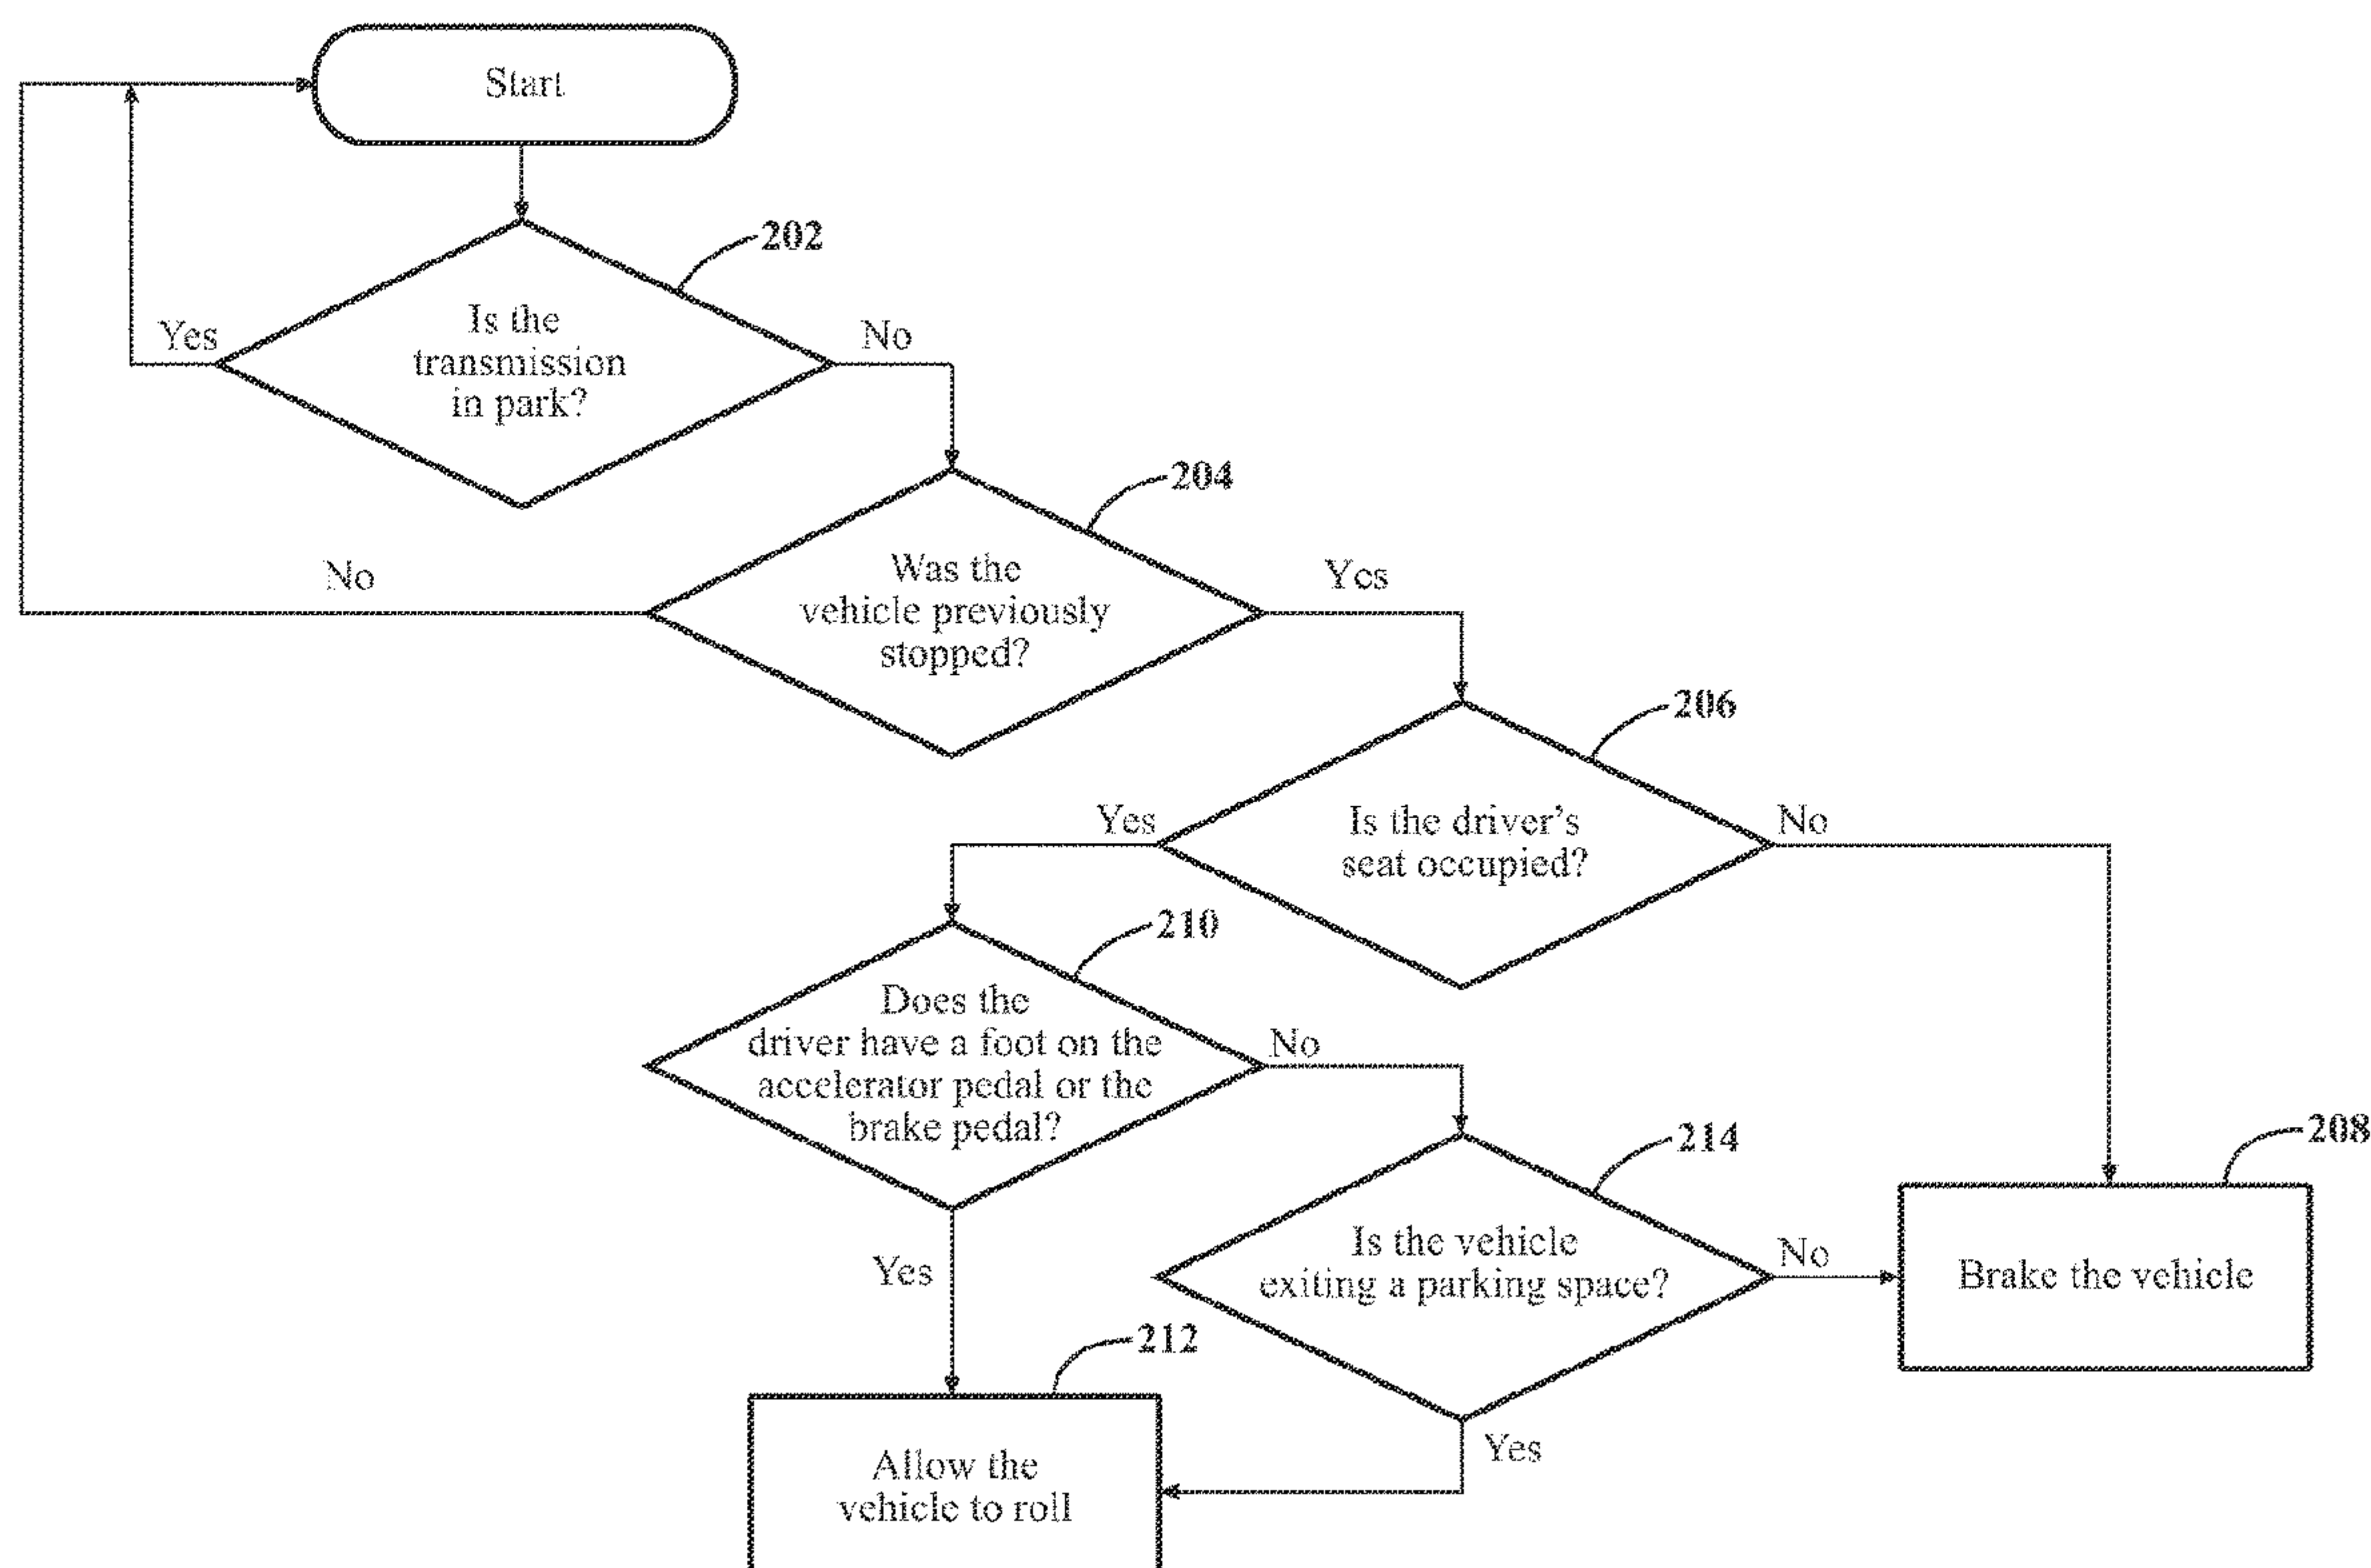 Start
202
Is the
transmission
in park?
Yes
No
204
Was the
vehicle previously
stopped?
No
Yes
206
Is the driver's
seat occupied?
Yes
No
210
Does the
driver have a foot on the
accelerator pedal or the
brake pedal?
No
Yes
214
Is the vehicle
exiting a parking space?
No
Yes
208
Brake the vehicle
212
Allow the
vehicle to roll